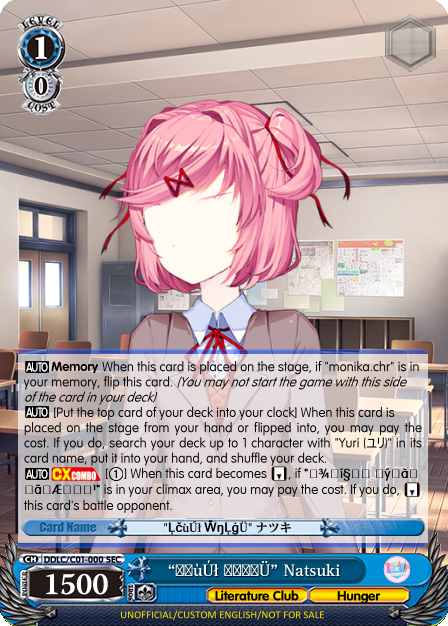 LEVEL
1
0
COST
AUTO Memory When this card is placed on the stage, if "monika.chr" is in
your memory, flip this card. (You may not start the game with this side
of the card in your deck)
AUTO [Put the top card of your deck into your clock] When this card is
placed on the stage from your hand or flipped into, you may pay the
cost. If you do, search your deck up to 1 character with "Yuri (ユリ)" in its
card name, put it into your hand, and shuffle your deck.
AUTO CX COMBO [①] When this card becomes
is in your climax area, you may pay the cost. If you do,
this card's battle opponent.
Card Name
ナツキ
CH DDLC/C01-000 SEC
POWER 1500 SOUL
Natsuki
Literature Club Hunger
UNOFFICIAL/CUSTOM ENGLISH/NOT FOR SALE